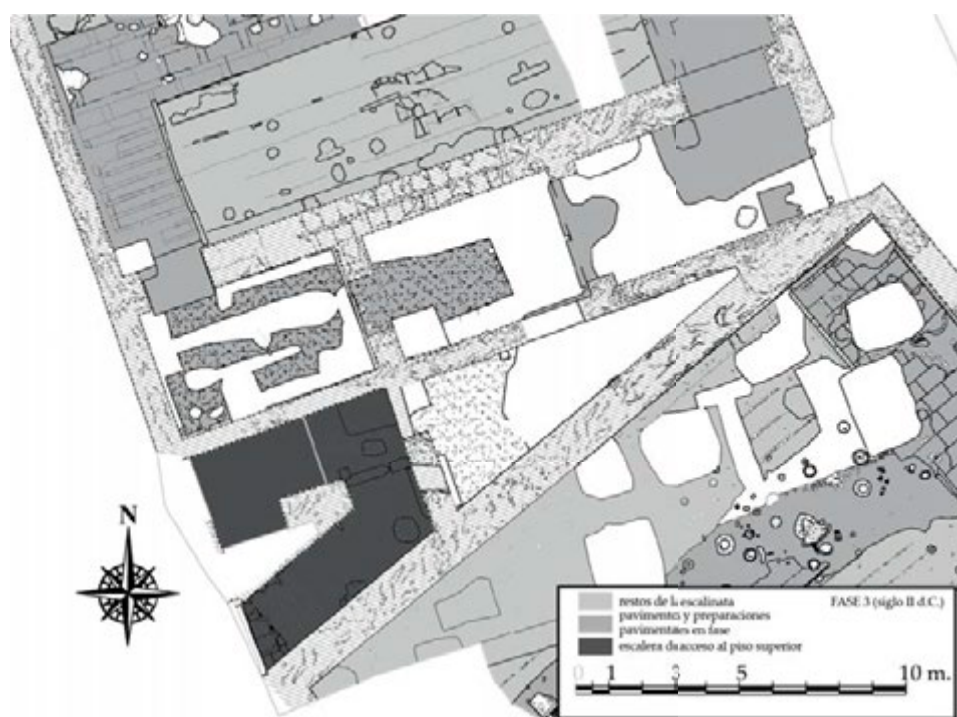 N
restos de la escalinata
FASE 3 (siglo II d.C.)
pavimentos y preparaciones
pavimentales en fase
escalera de acceso al piso superior
0 1 3 5 10 m.